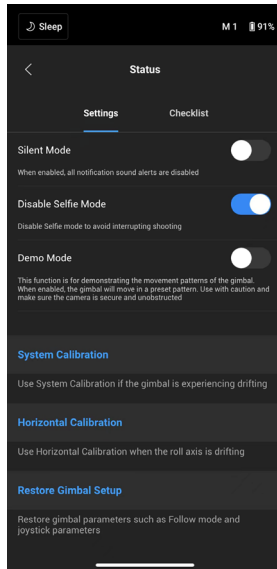 Sleep M 1 91%
Status
Settings Checklist
Silent Mode
When enabled, all notification sound alerts are disabled
Disable Selfie Mode
Disable Selfie mode to avoid interrupting shooting
Demo Mode
This function is for demonstrating the movement patterns of the gimbal.
When enabled, the gimbal will move in a preset pattern. Use with caution and
make sure the camera is secure and unobstructed
System Calibration
Use System Calibration if the gimbal is experiencing drifting
Horizontal Calibration
Use Horizontal Calibration when the roll axis is drifting
Restore Gimbal Setup
Restore gimbal parameters such as Follow mode and
joystick parameters